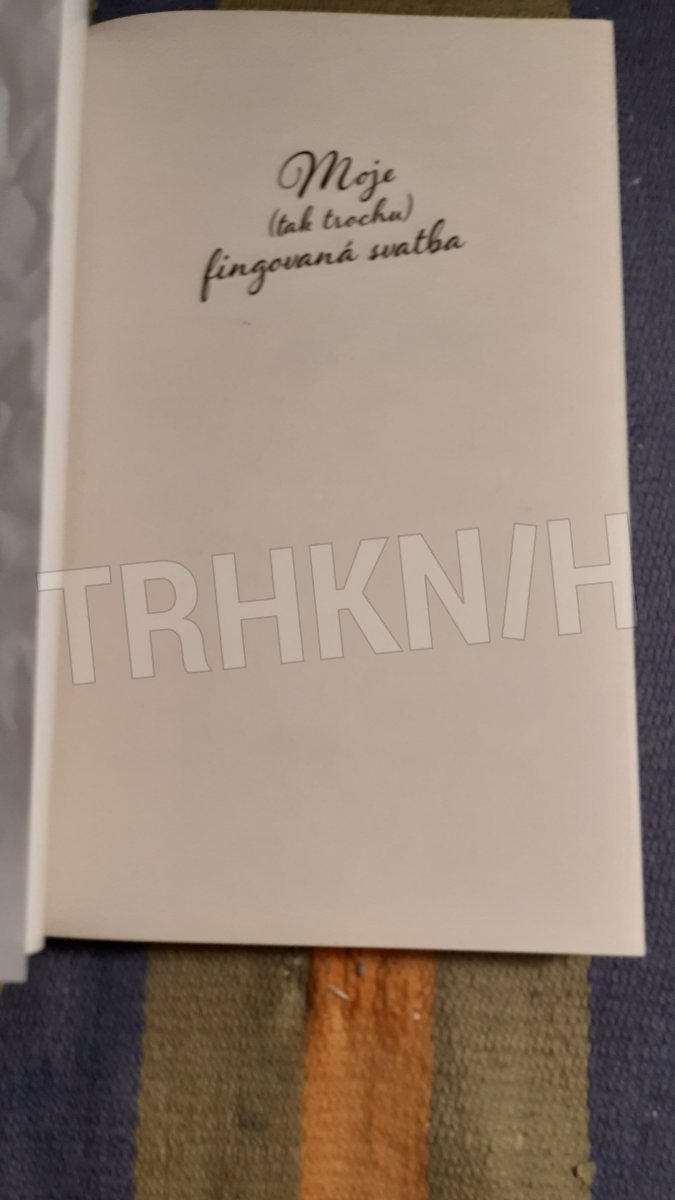 Moje
(tak trochu)
fingovaná svatba
TRHKNIH